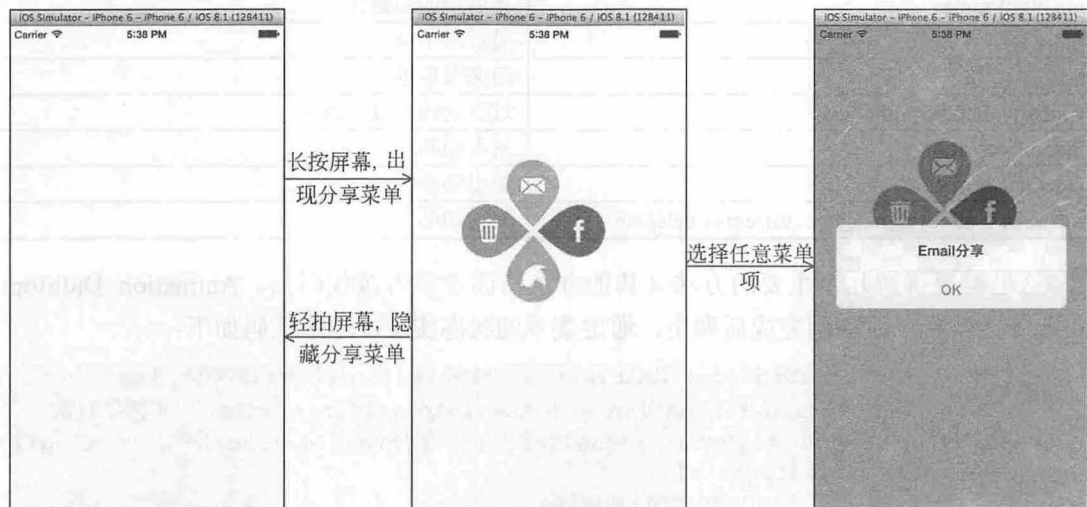 iOS Simulator - iPhone 6 - iPhone 6 / iOS 8.1 (12B411)
Carrier 5:38 PM
iOS Simulator - iPhone 6 - iPhone 6 / iOS 8.1 (12B411)
Carrier 5:38 PM
iOS Simulator - iPhone 6 - iPhone 6 / iOS 8.1 (12B411)
Carrier 5:38 PM
长按屏幕, 出
现分享菜单
轻拍屏幕, 隐
藏分享菜单
f
选择任意菜单
项
f
Email分享
OK